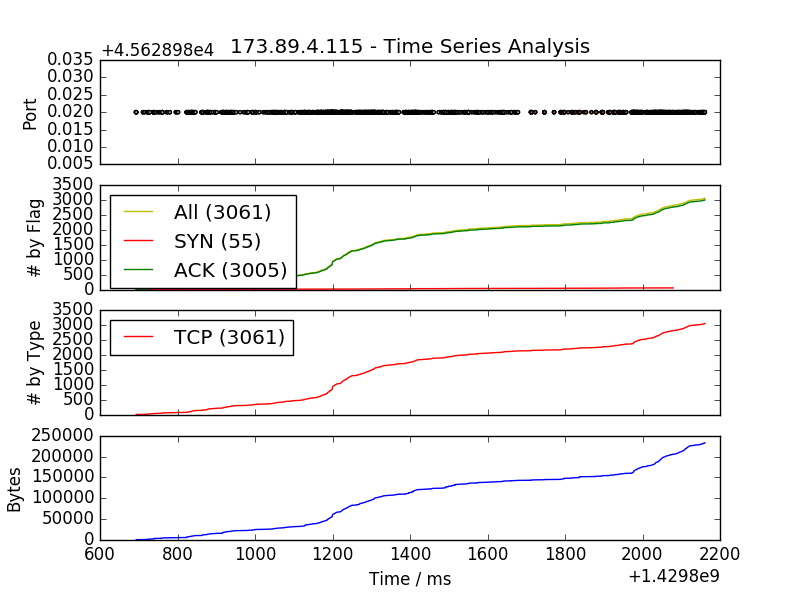 +4.562898e4 173.89.4.115 - Time Series Analysis
0.035
0.030
0.025
0.020
0.015
0.010
0.005
Port
3500
3000
2500
2000
1500
1000
500
0
# by Flag
All (3061)
SYN (55)
ACK (3005)
3500
3000
2500
2000
1500
1000
500
0
# by Type
TCP (3061)
250000
200000
150000
100000
50000
0
Bytes
600 800 1000 1200 1400 1600 1800 2000 2200
Time / ms
+1.4298e9